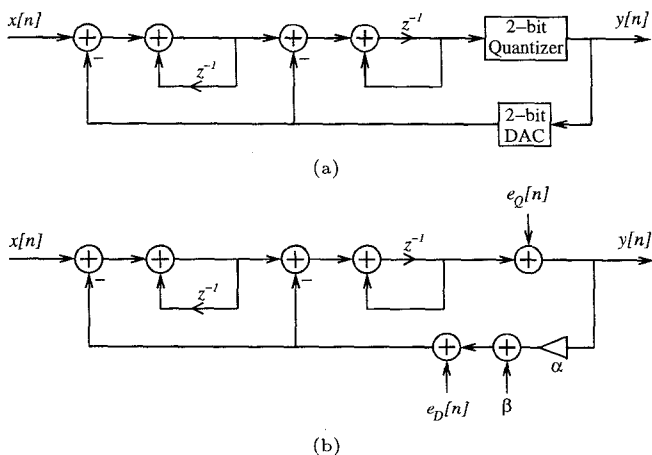 x[n]
+
−
+
z⁻¹
+
−
+
z⁻¹
2-bit
Quantizer
y[n]
2-bit
DAC
(a)
e_Q[n]
x[n]
+
−
+
z⁻¹
+
−
+
z⁻¹
+
y[n]
+
+
α
e_D[n]
β
(b)